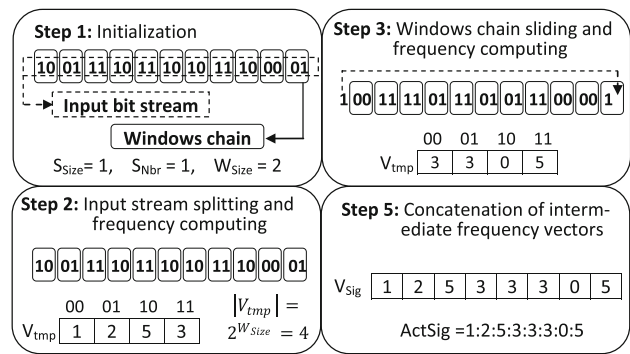 Step 1: Initialization
10 01 11 10 11 10 10 11 10 00 01
Input bit stream
Windows chain
S_Size= 1, S_Nbr = 1, W_Size = 2
Step 2: Input stream splitting and
frequency computing
10 01 11 10 11 10 10 11 10 00 01
00 01 10 11
V_tmp 1 2 5 3
|V_tmp| =
2^W_Size = 4
Step 3: Windows chain sliding and
frequency computing
1 00 11 11 01 11 01 01 11 00 00 1
00 01 10 11
V_tmp 3 3 0 5
Step 5: Concatenation of interm-
ediate frequency vectors
V_Sig 1 2 5 3 3 3 0 5
ActSig =1:2:5:3:3:3:0:5